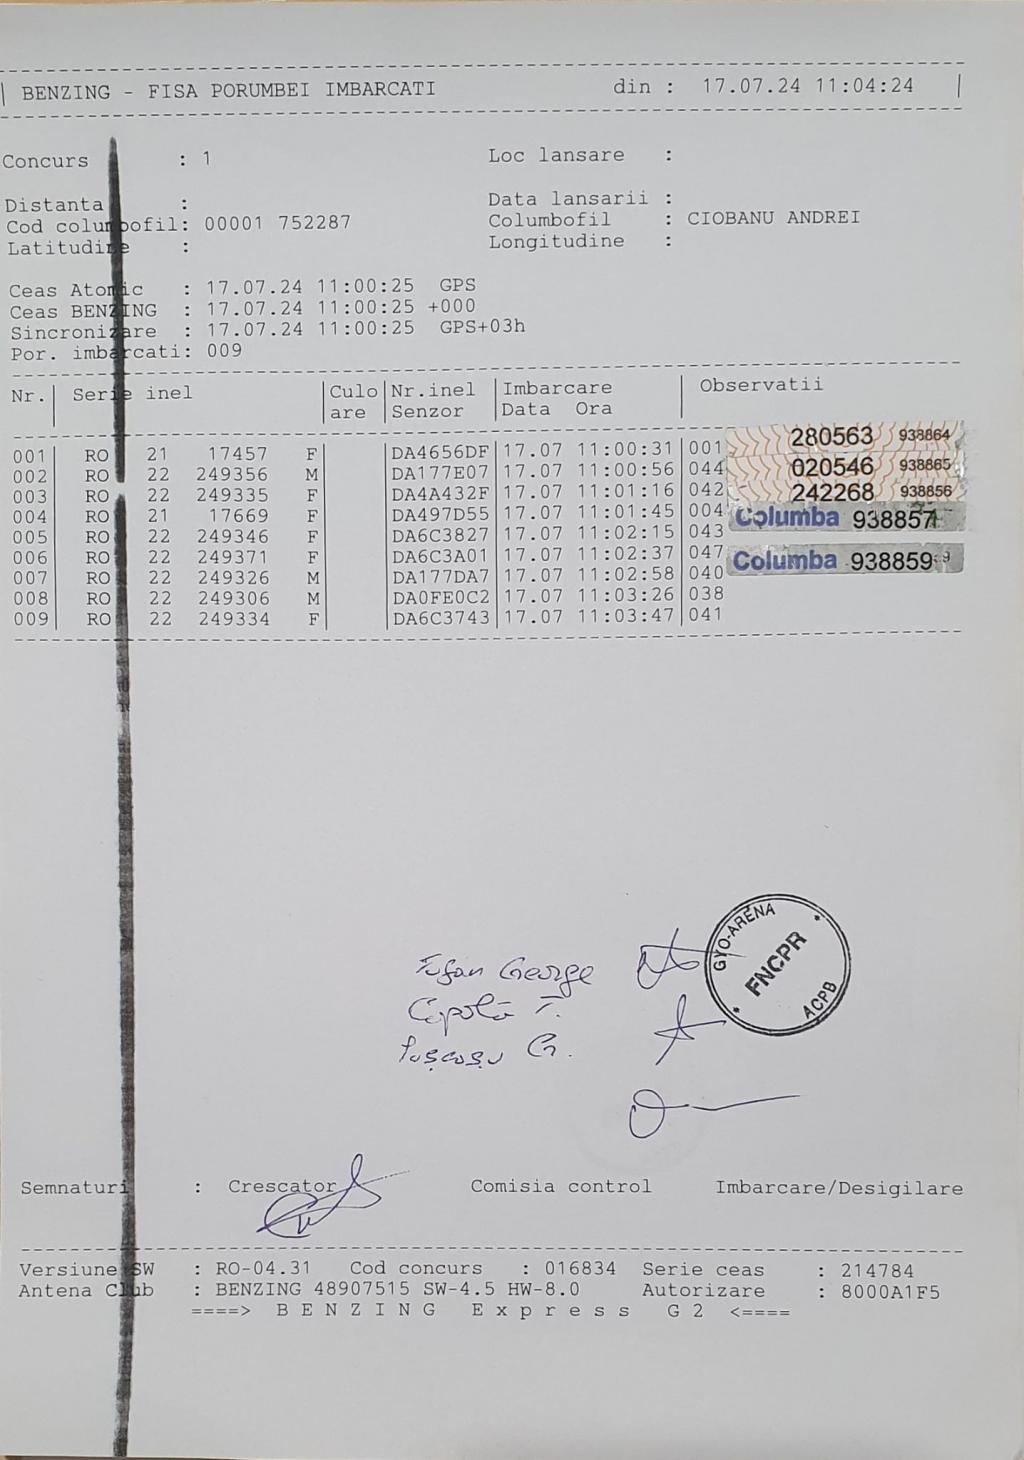 BENZING - FISA PORUMBEI IMBARCATI din : 17.07.24 11:04:24
Concurs : 1 Loc lansare :
Distanta : Data lansarii :
Cod columbofil: 00001 752287 Columbofil : CIOBANU ANDREI
Latitudine : Longitudine :
Ceas Atomic : 17.07.24 11:00:25 GPS
Ceas BENZING : 17.07.24 11:00:25 +000
Sincronizare : 17.07.24 11:00:25 GPS+03h
Por. imbarcati: 009
Nr. Serie inel Culo Nr.inel Imbarcare Observatii
are Senzor Data Ora
001 RO 21 17457 F DA4656DF 17.07 11:00:31 001 280563 938864
002 RO 22 249356 M DA177E07 17.07 11:00:56 044 020546 938865
003 RO 22 249335 F DA4A432F 17.07 11:01:16 042 242268 938856
004 RO 21 17669 F DA497D55 17.07 11:01:45 004 Columba 938857
005 RO 22 249346 F DA6C3827 17.07 11:02:15 043
006 RO 22 249371 F DA6C3A01 17.07 11:02:37 047 Columba 938859
007 RO 22 249326 M DA177DA7 17.07 11:02:58 040
008 RO 22 249306 M DA0FE0C2 17.07 11:03:26 038
009 RO 22 249334 F DA6C3743 17.07 11:03:47 041
GYO-ARENA
FNCPR
ACPB
George
T.
Pușcașu G.
Semnaturi : Crescator Comisia control Imbarcare/Desigilare
Versiune SW : RO-04.31 Cod concurs : 016834 Serie ceas : 214784
Antena Club : BENZING 48907515 SW-4.5 HW-8.0 Autorizare : 8000A1F5
====> B E N Z I N G E x p r e s s G 2 <====